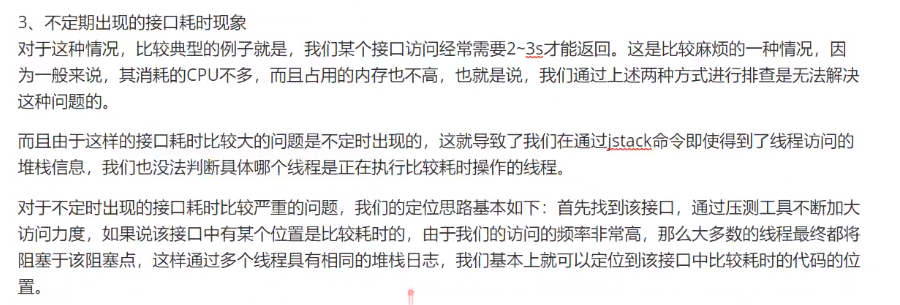 3、不定期出现的接口耗时现象
对于这种情况，比较典型的例子就是，我们某个接口访问经常需要2~3s才能返回。这是比较麻烦的一种情况，因
为一般来说，其消耗的CPU不多，而且占用的内存也不高，也就是说，我们通过上述两种方式进行排查是无法解决
这种问题的。
而且由于这样的接口耗时比较大的问题是不定时出现的，这就导致了我们在通过jstack命令即使得到了线程访问的
堆栈信息，我们也没法判断具体哪个线程是正在执行比较耗时操作的线程。
对于不定时出现的接口耗时比较严重的问题，我们的定位思路基本如下：首先找到该接口，通过压测工具不断加大
访问力度，如果说该接口中有某个位置是比较耗时的，由于我们的访问的频率非常高，那么大多数的线程最终都将
阻塞于该阻塞点，这样通过多个线程具有相同的堆栈日志，我们基本上就可以定位到该接口中比较耗时的代码的位
置。